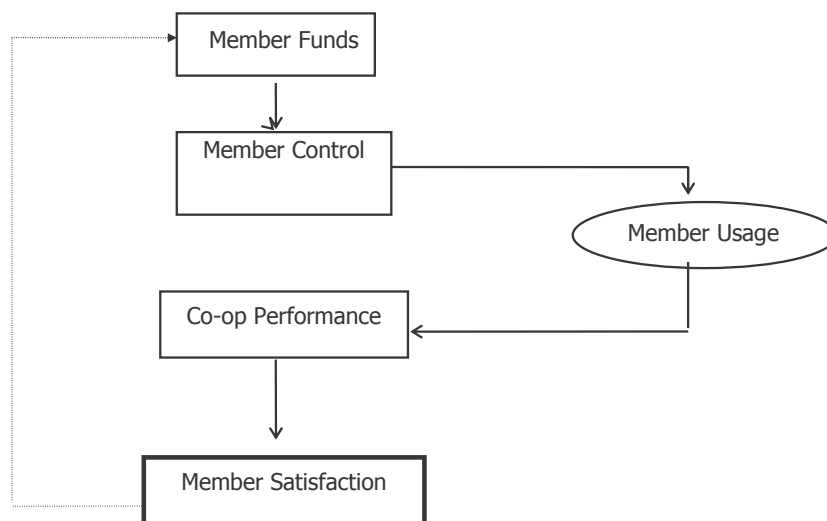 Member Funds
Member Control
Member Usage
Co-op Performance
Member Satisfaction